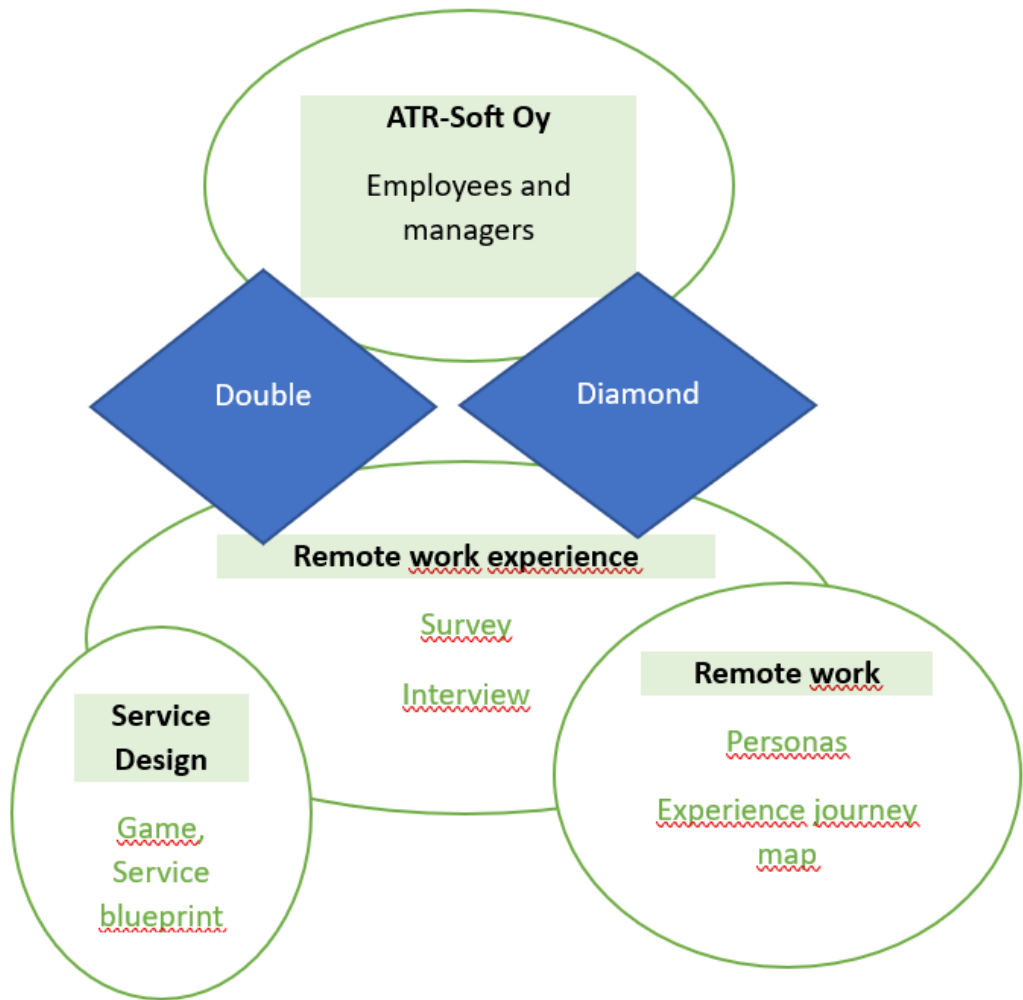 ATR-Soft Oy
Employees and
managers
Double
Diamond
Remote work experience
Survey
Interview
Remote work
Personas
Experience journey
map
Service
Design
Game,
Service
blueprint